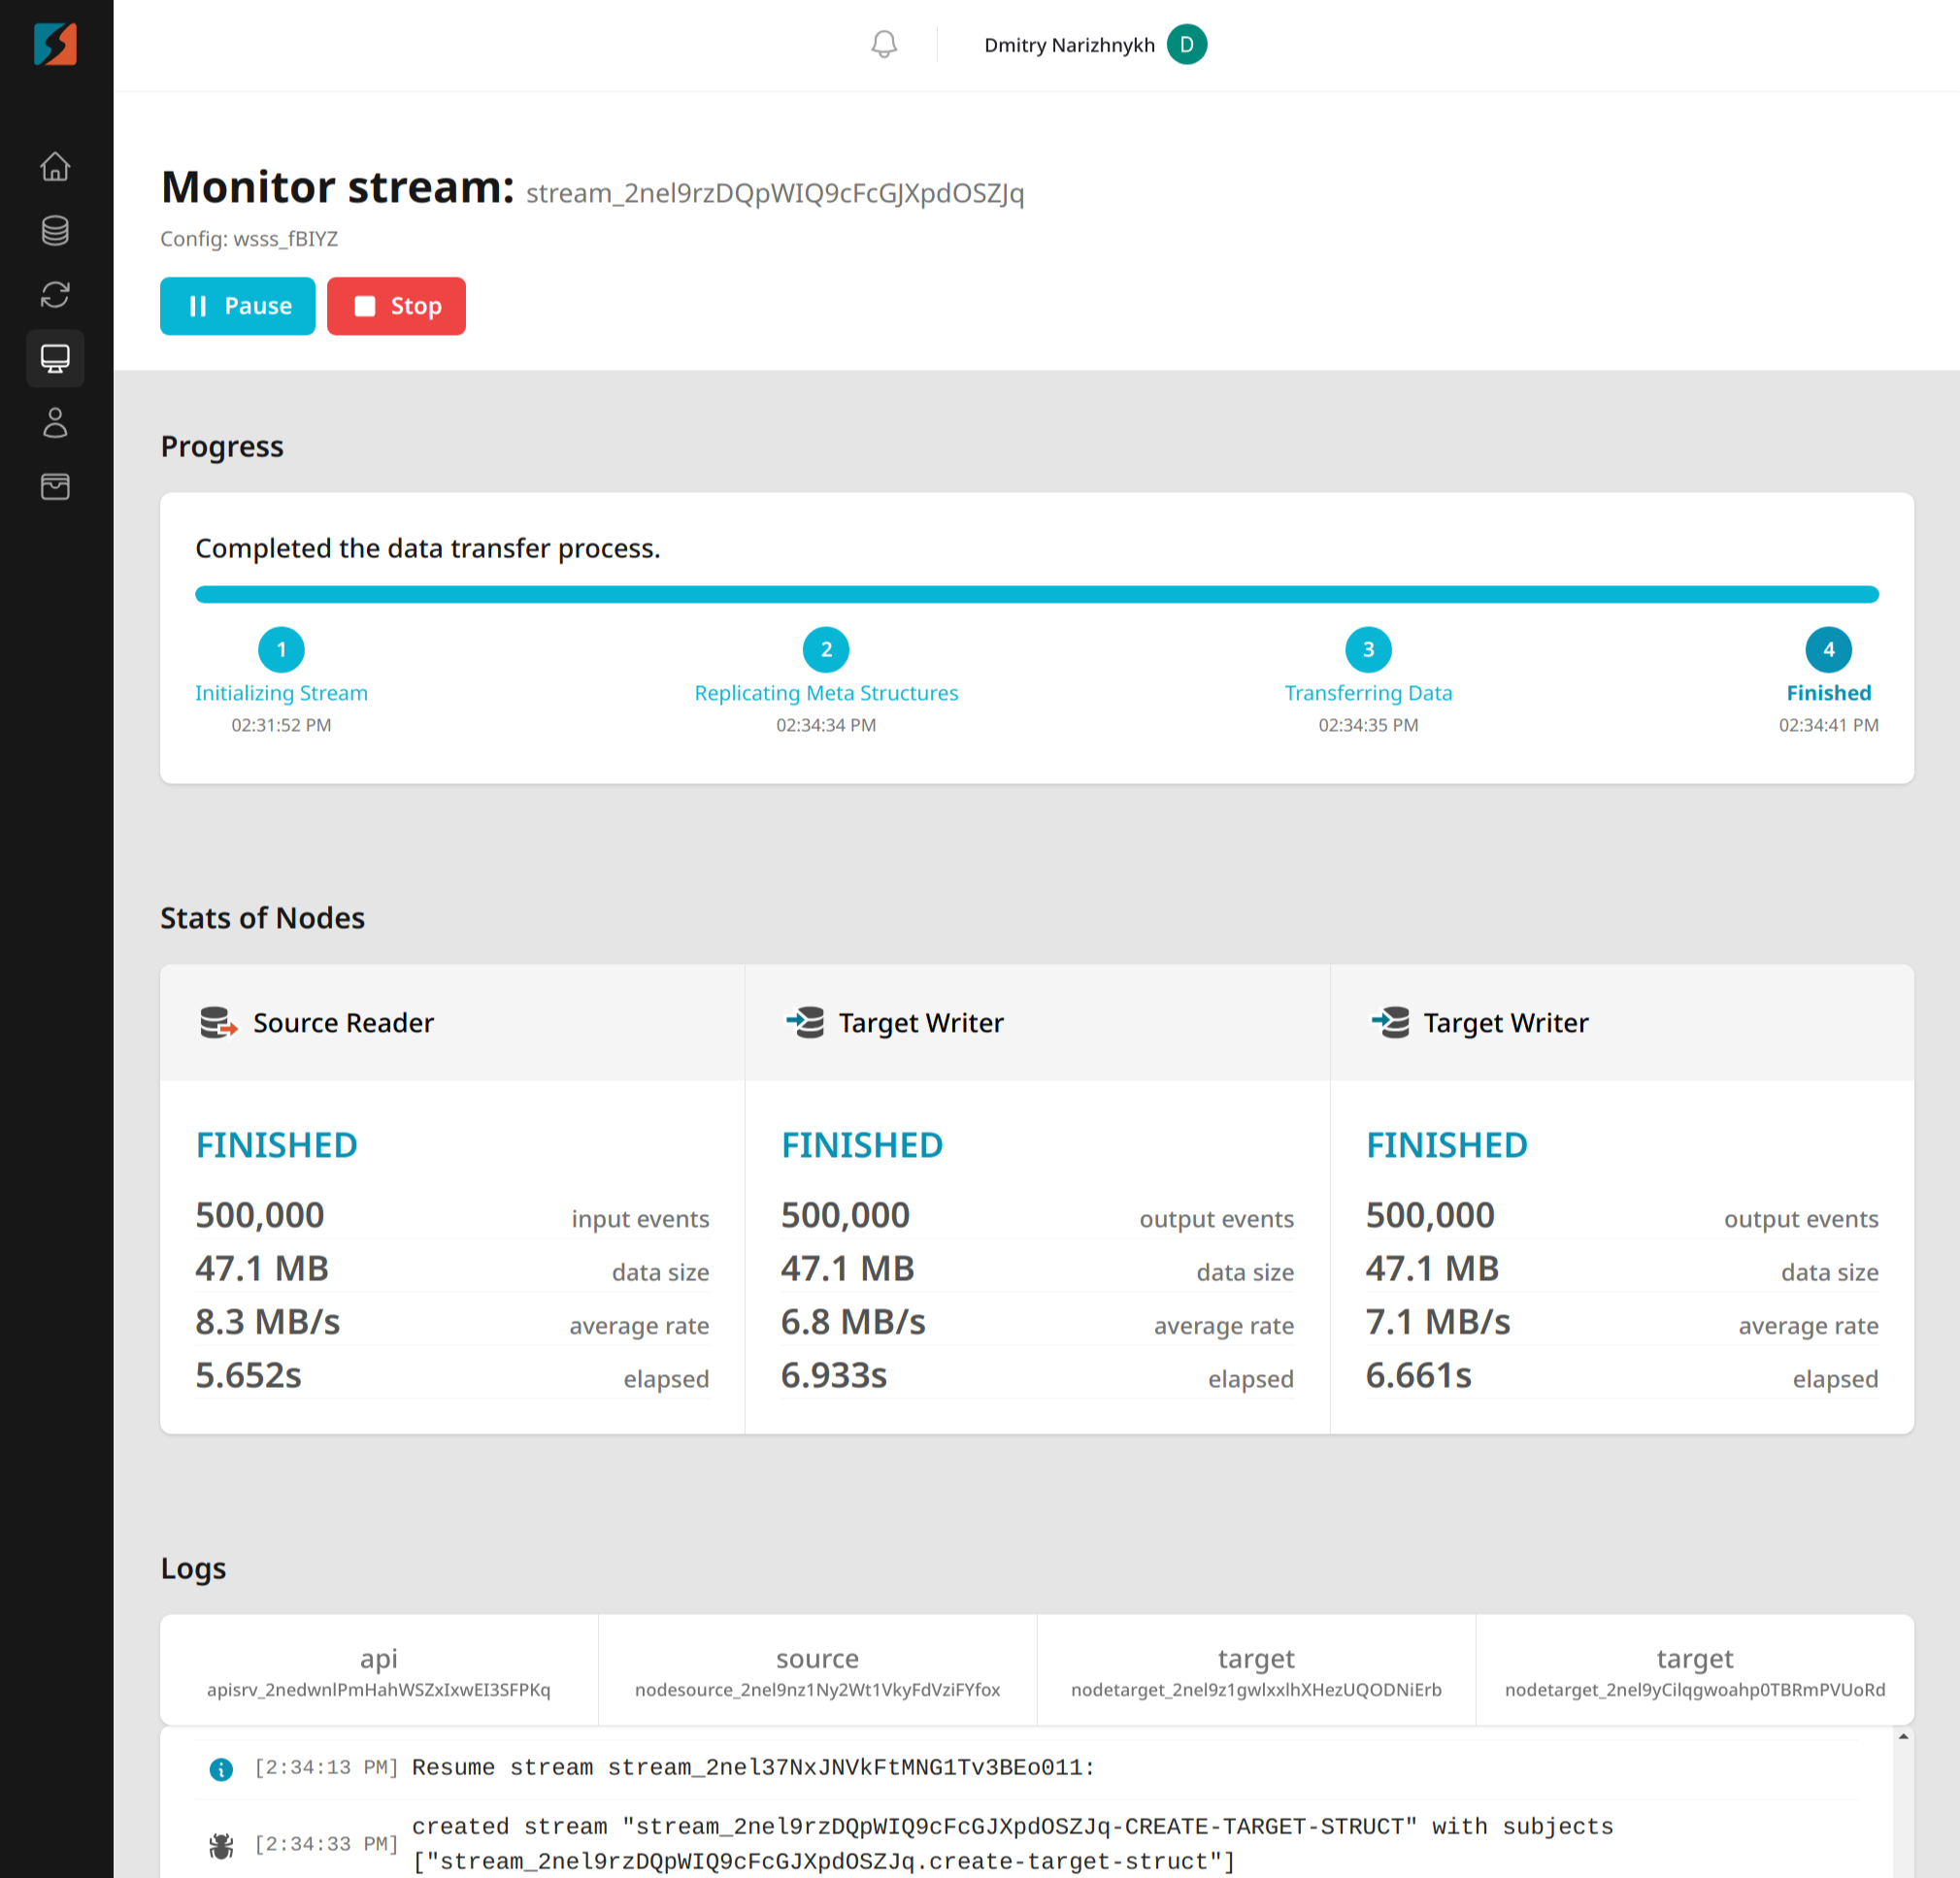 Dmitry Narizhnykh D
Monitor stream: stream_2nel9rzDQpWIQ9cFcGJXpdOSZJq
Config: wsss_fBIYZ
Pause Stop
Progress
Completed the data transfer process.
1 2 3 4
Initializing Stream Replicating Meta Structures Transferring Data Finished
02:31:52 PM 02:34:34 PM 02:34:35 PM 02:34:41 PM
Stats of Nodes
Source Reader Target Writer Target Writer
FINISHED FINISHED FINISHED
500,000 input events 500,000 output events 500,000 output events
47.1 MB data size 47.1 MB data size 47.1 MB data size
8.3 MB/s average rate 6.8 MB/s average rate 7.1 MB/s average rate
5.652s elapsed 6.933s elapsed 6.661s elapsed
Logs
api source target target
apisrv_2nedwnlPmHahWSZxIxwEI3SFPKq nodesource_2nel9nz1Ny2Wt1VkyFdVziFYfox nodetarget_2nel9z1gwlxxlhXHezUQODNiErb nodetarget_2nel9yCilqgwoahp0TBRmPVUoRd
[2:34:13 PM] Resume stream stream_2nel37NxJNVkFtMNG1Tv3BEo011:
[2:34:33 PM] created stream "stream_2nel9rzDQpWIQ9cFcGJXpdOSZJq-CREATE-TARGET-STRUCT" with subjects
["stream_2nel9rzDQpWIQ9cFcGJXpdOSZJq.create-target-struct"]